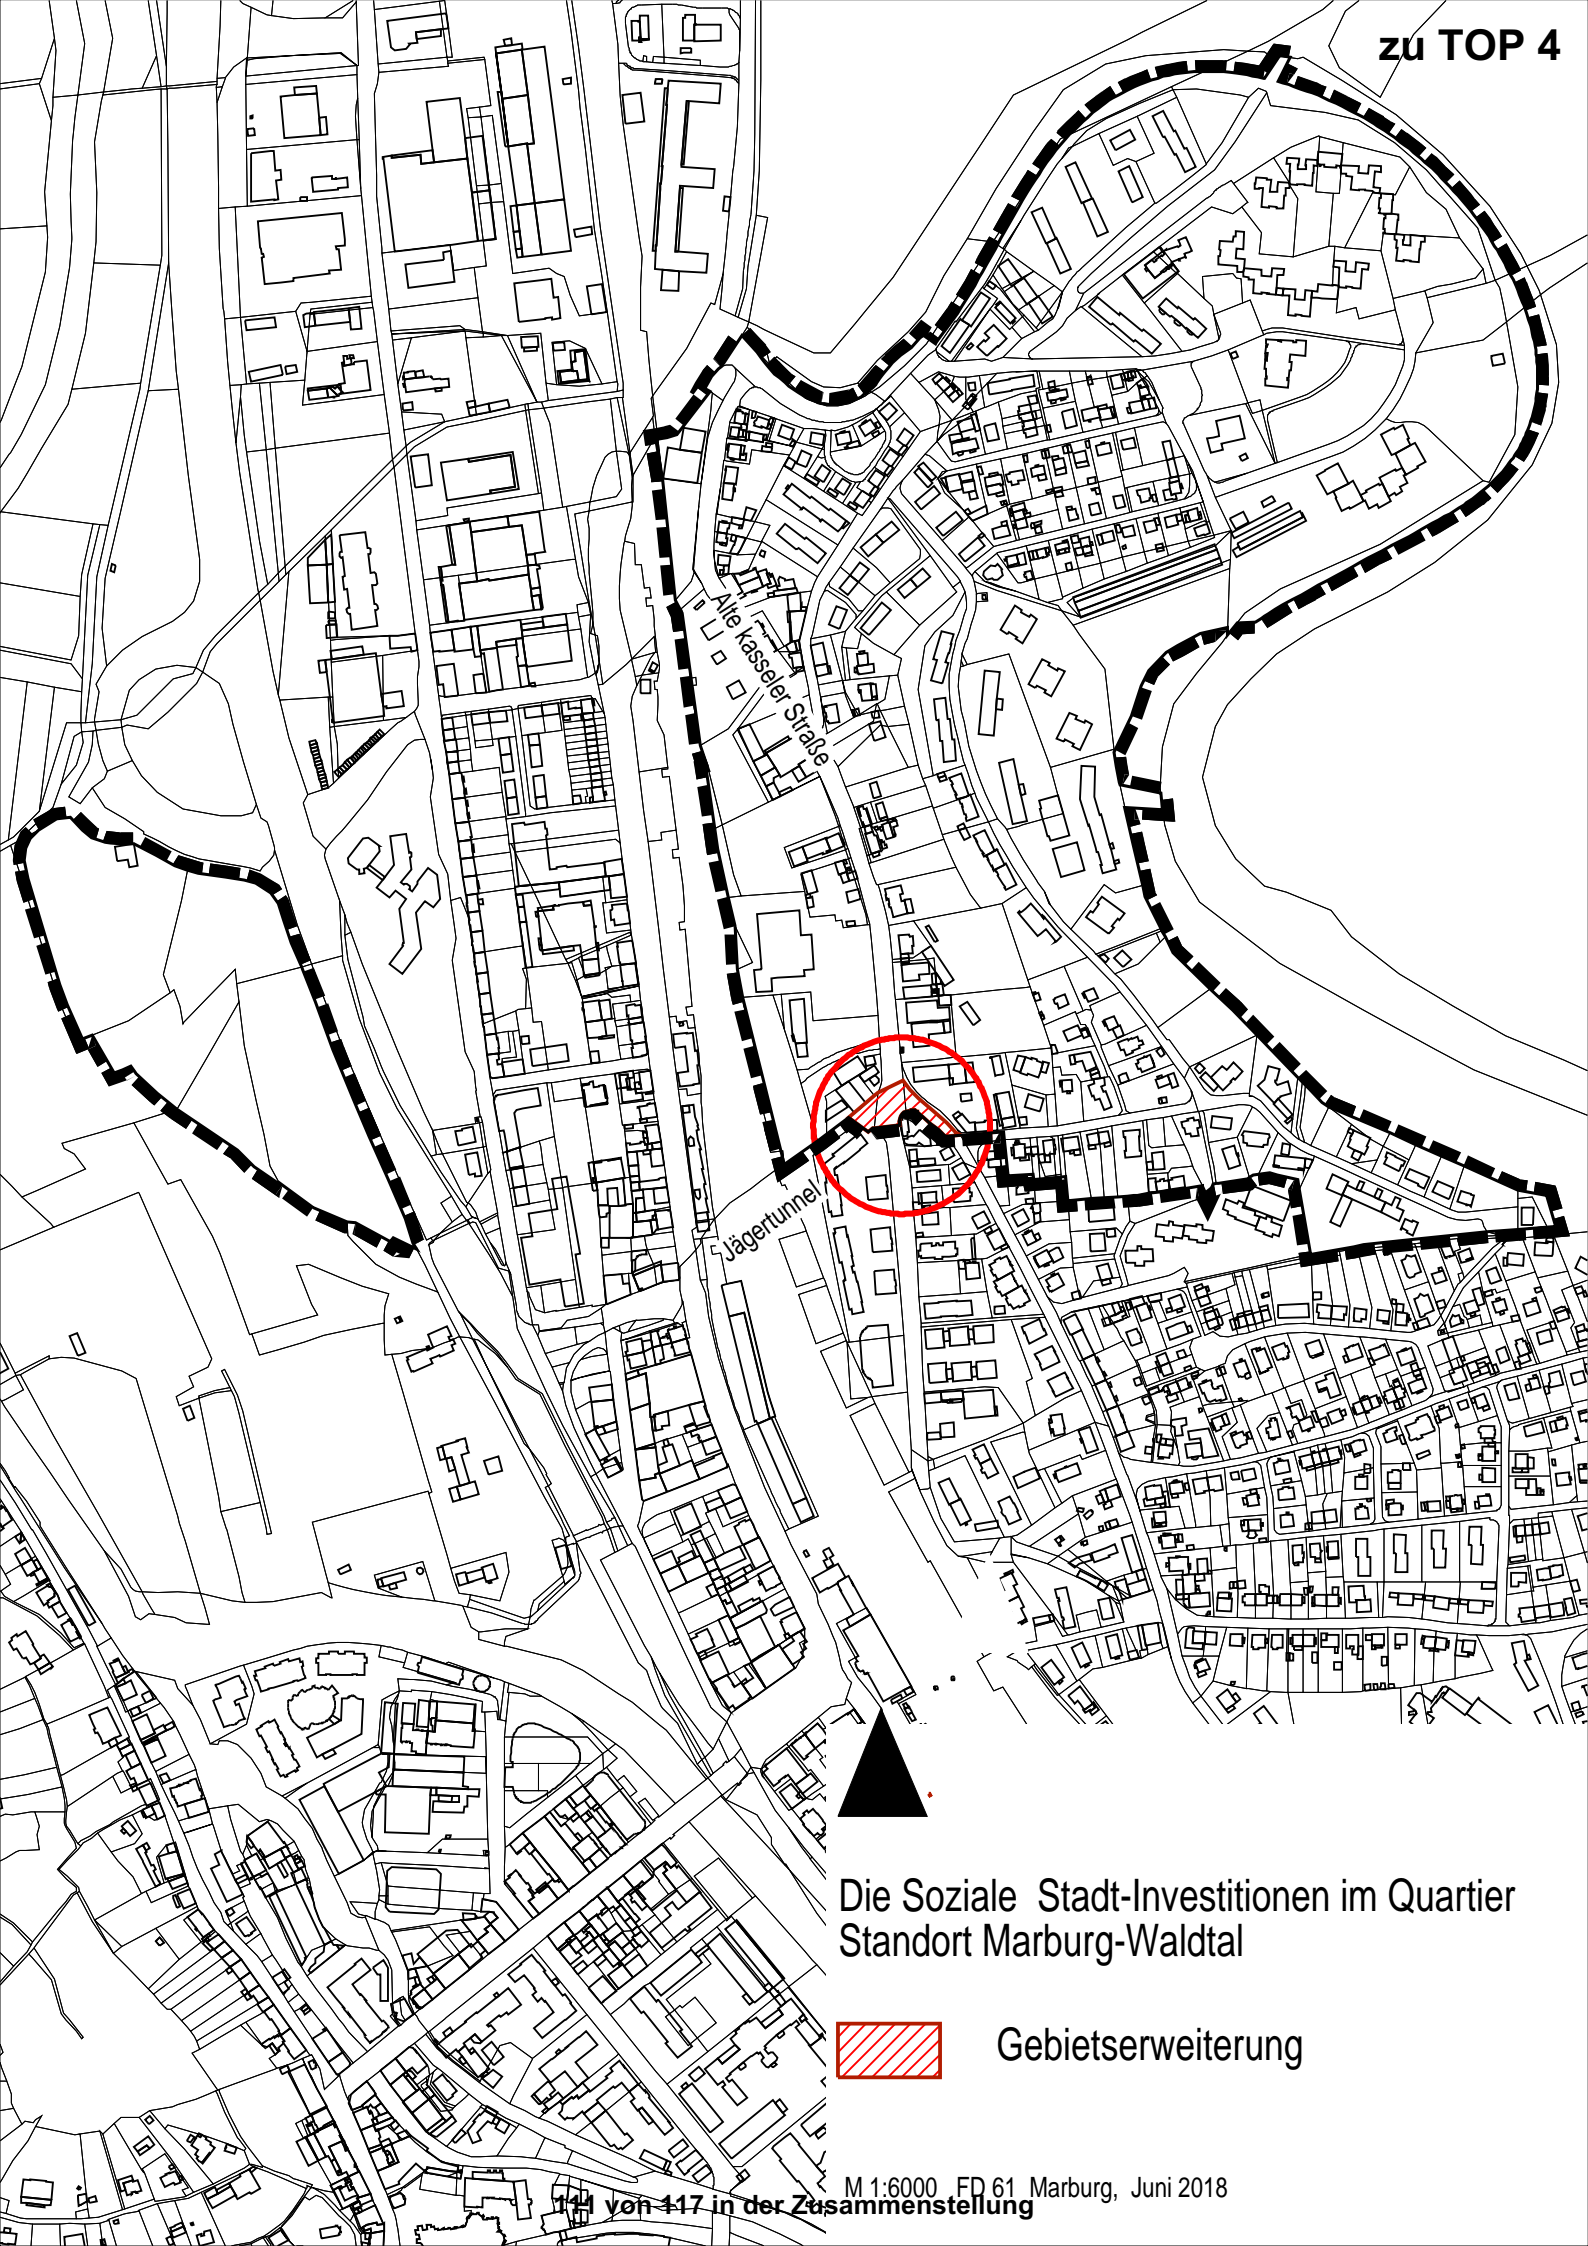 zu TOP 4
Alte kasseler Straße
Jägertunnel
Die Soziale Stadt-Investitionen im Quartier
Standort Marburg-Waldtal
Gebietserweiterung
M 1:6000 FD 61 Marburg, Juni 2018
111 von 117 in der Zusammenstellung